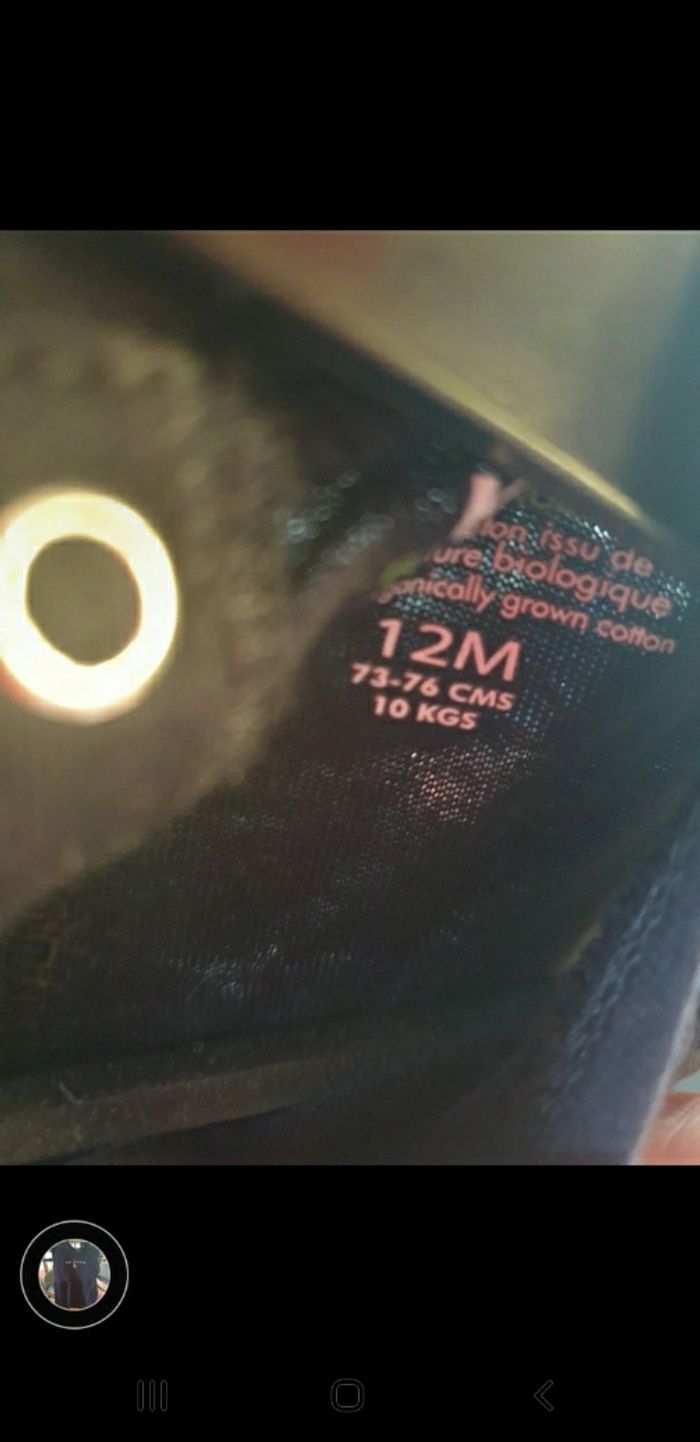 issu de
biologique
grown cotton
12M
73-76 CMS
10 KGS